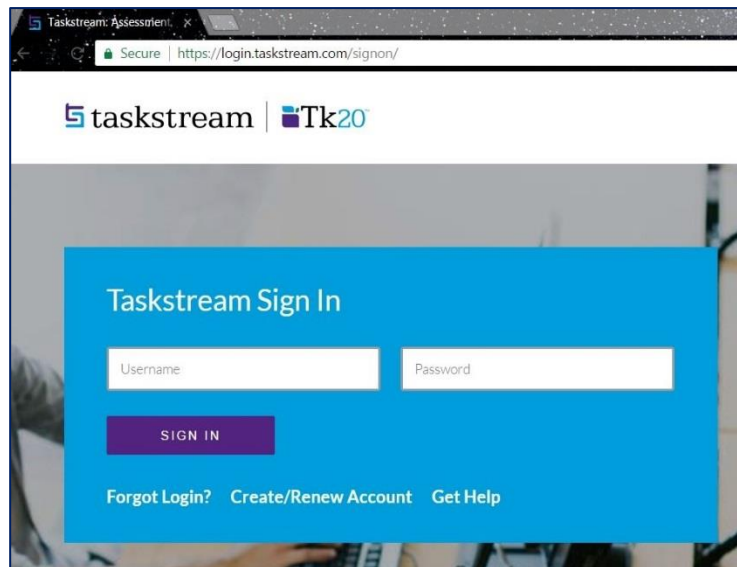 Taskstream: Assessment,
Secure | https://login.taskstream.com/signon/
taskstream | Tk20™
Taskstream Sign In
Username Password
SIGN IN
Forgot Login? Create/Renew Account Get Help